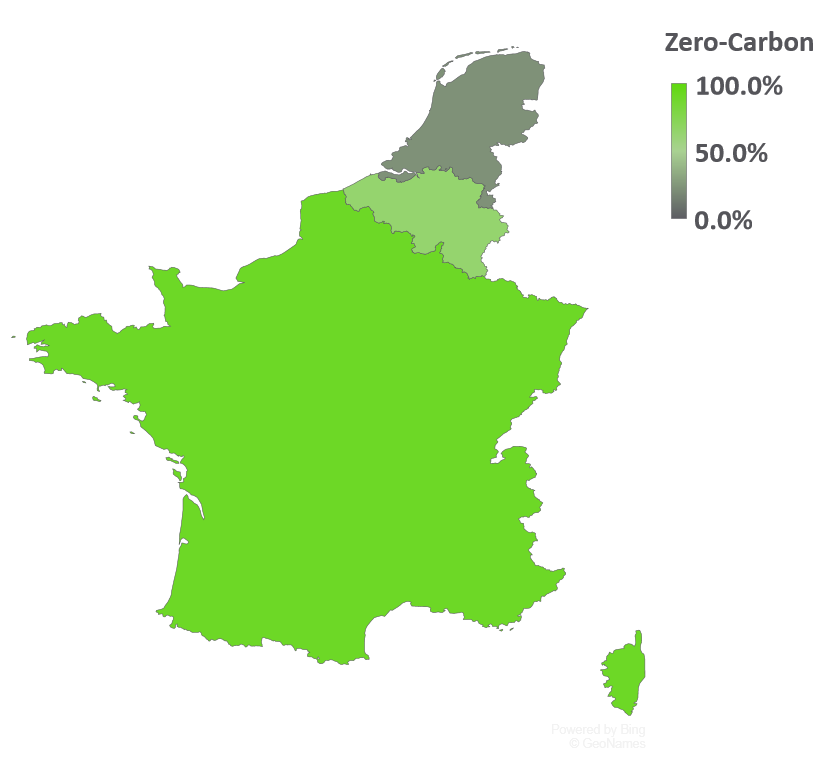 Zero-Carbon
100.0%
50.0%
0.0%
Powered by Bing
© GeoNames